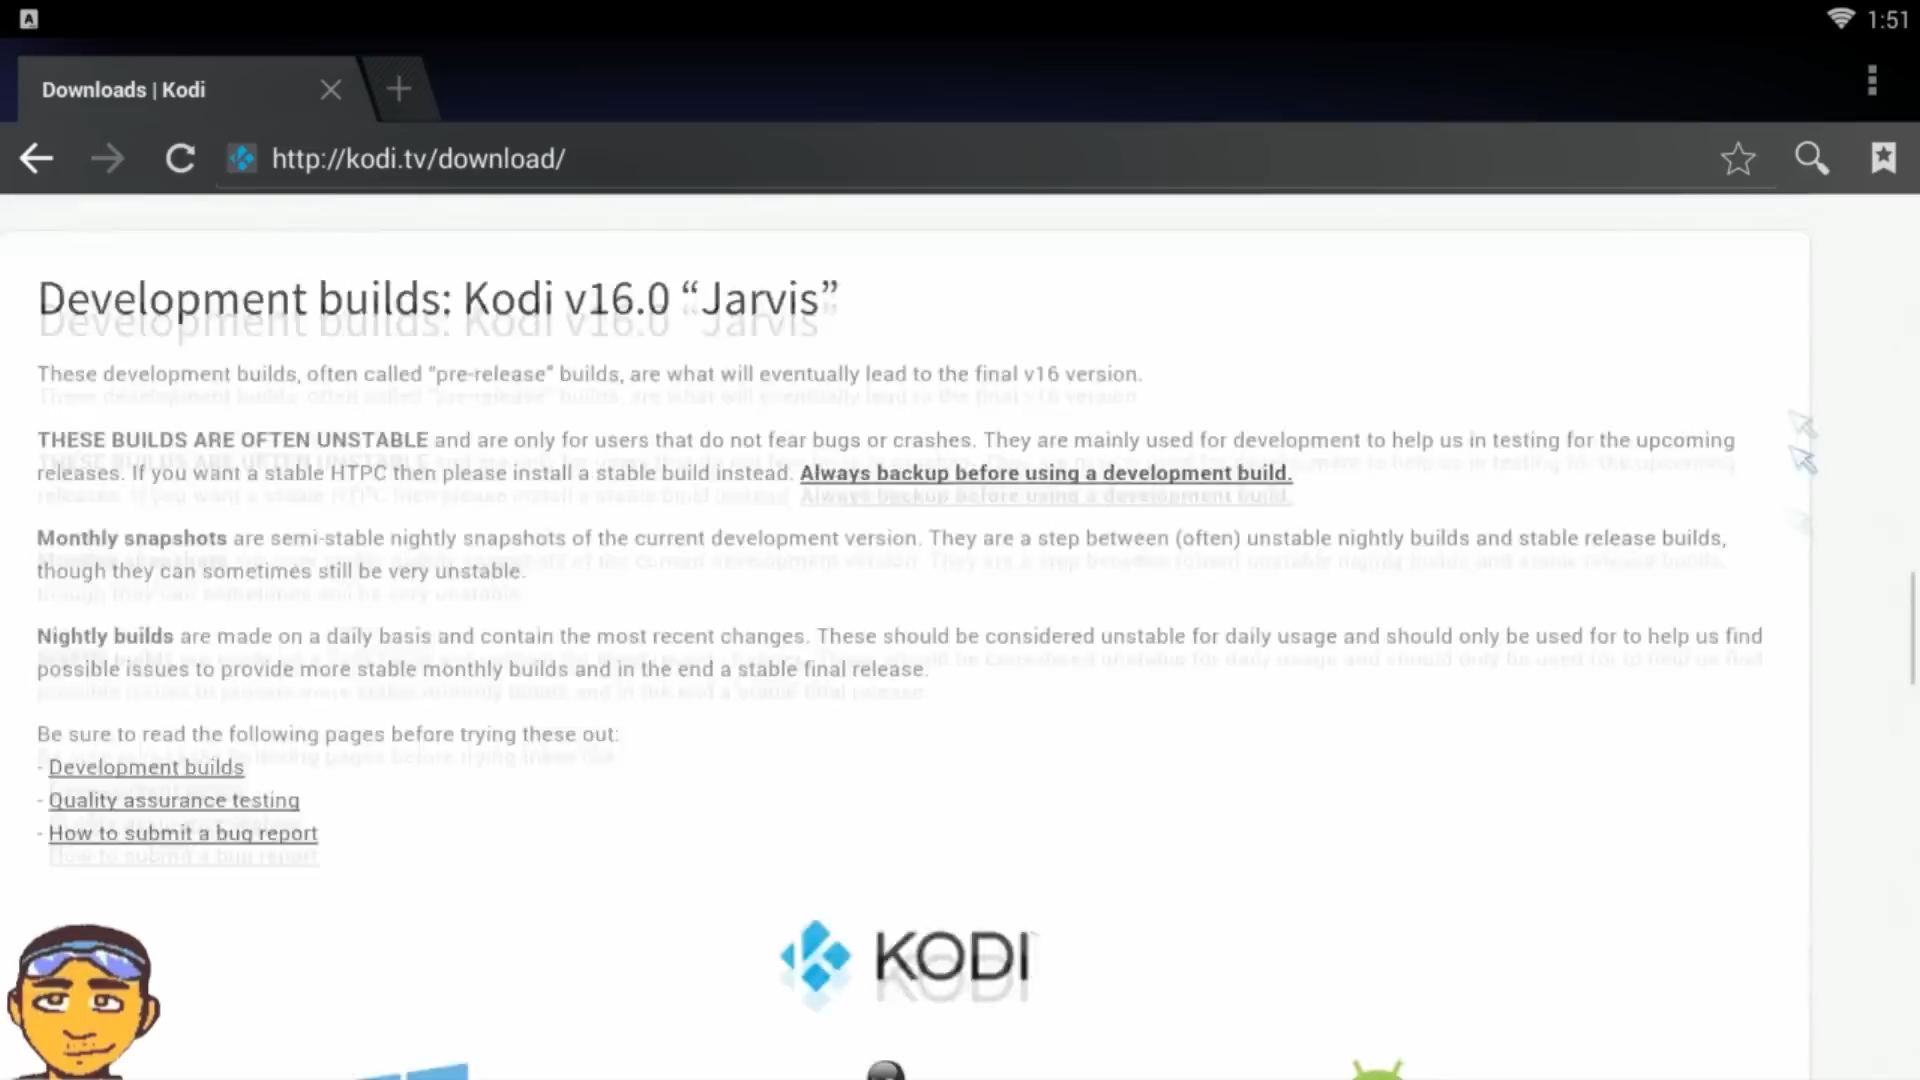 1:51
Downloads | Kodi
http://kodi.tv/download/
Development builds: Kodi v16.0 “Jarvis”
These development builds, often called "pre-release" builds, are what will eventually lead to the final v16 version.
THESE BUILDS ARE OFTEN UNSTABLE and are only for users that do not fear bugs or crashes. They are mainly used for development to help us in testing for the upcoming
releases. If you want a stable HTPC then please install a stable build instead. Always backup before using a development build.
Monthly snapshots are semi-stable nightly snapshots of the current development version. They are a step between (often) unstable nightly builds and stable release builds,
though they can sometimes still be very unstable.
Nightly builds are made on a daily basis and contain the most recent changes. These should be considered unstable for daily usage and should only be used for to help us find
possible issues to provide more stable monthly builds and in the end a stable final release.
Be sure to read the following pages before trying these out:
- Development builds
- Quality assurance testing
- How to submit a bug report
KODI